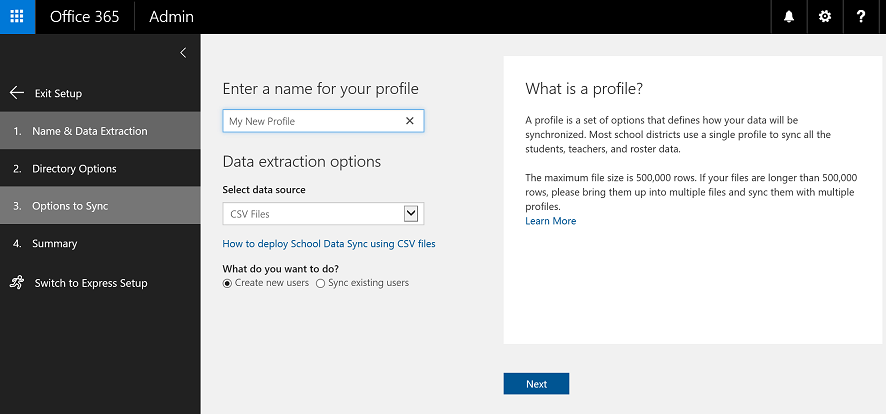 Office 365 Admin
Exit Setup
1. Name & Data Extraction
2. Directory Options
3. Options to Sync
4. Summary
Switch to Express Setup
Enter a name for your profile
My New Profile
Data extraction options
Select data source
CSV Files
How to deploy School Data Sync using CSV files
What do you want to do?
Create new users Sync existing users
What is a profile?
A profile is a set of options that defines how your data will be
synchronized. Most school districts use a single profile to sync all the
students, teachers, and roster data.
The maximum file size is 500,000 rows. If your files are longer than 500,000
rows, please bring them up into multiple files and sync them with multiple
profiles.
Learn More
Next